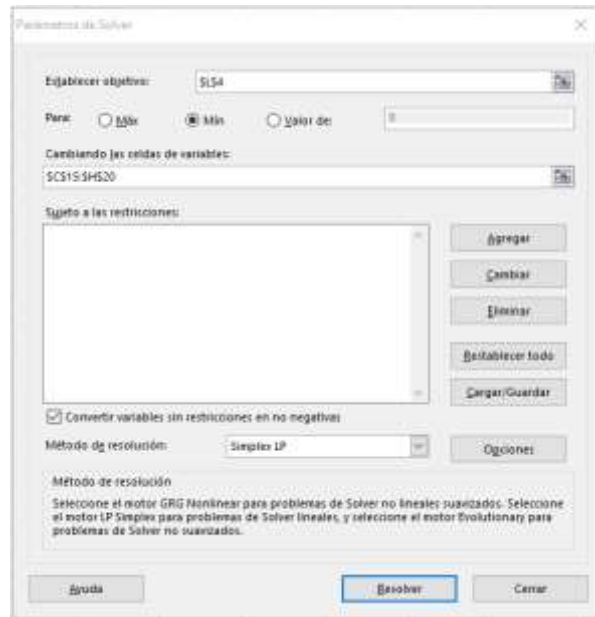 Parametros de Solver
Establecer objetivo: $L$4
Para: Máx Mín Valor de: 0
Cambiando las celdas de variables:
$C$15:$H$20
Sujeto a las restricciones:
Agregar
Cambiar
Eliminar
Restablecer todo
Cargar/Guardar
Convertir variables sin restricciones en no negativas
Método de resolución: Simplex LP Opciones
Método de resolución
Seleccione el motor GRG Nonlinear para problemas de Solver no lineales suavizados. Seleccione
el motor LP Simplex para problemas de Solver lineales, y seleccione el motor Evolutionary para
problemas de Solver no suavizados.
Ayuda Resolver Cerrar